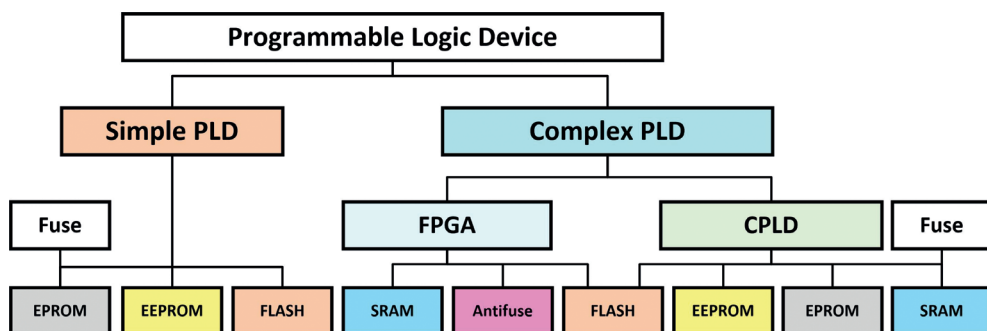 Programmable Logic Device
Simple PLD
Complex PLD
Fuse
FPGA
CPLD
Fuse
EPROM
EEPROM
FLASH
SRAM
Antifuse
FLASH
EEPROM
EPROM
SRAM